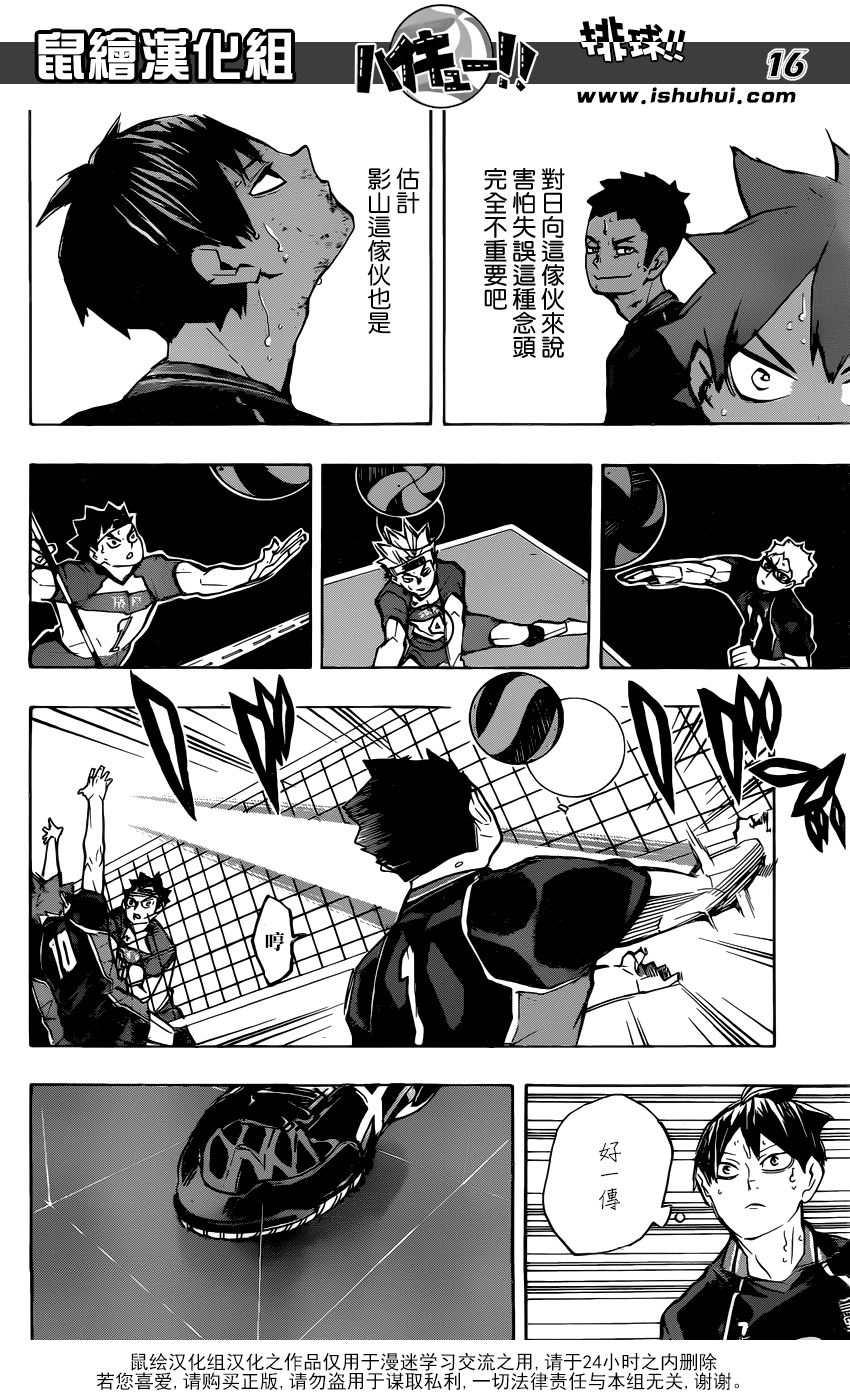 鼠繪漢化組
ハイキュー!!
排球!!
16
www.ishuhui.com
對日向這傢伙來說
害怕失誤這種念頭
完全不重要吧
估計
影山這傢伙也是
2
4
1
10
哼
好一傳
鼠绘汉化组汉化之作品仅用于漫迷学习交流之用,请于24小时之内删除
若您喜爱,请购买正版,请勿盗用于谋取私利,一切法律责任与本组无关,谢谢。